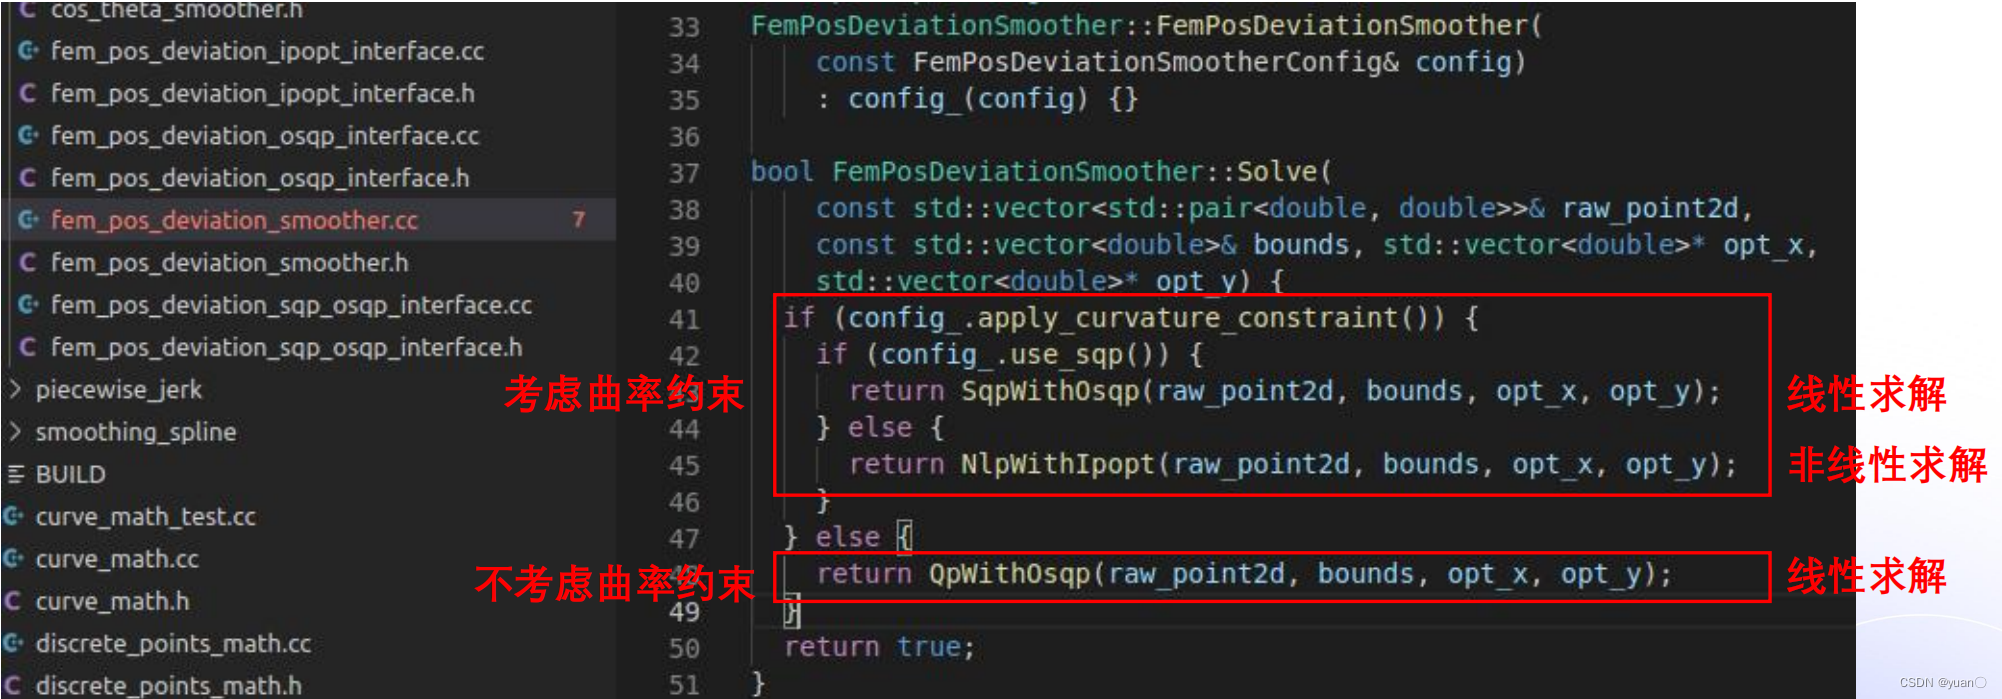 cos_theta_smoother.h
fem_pos_deviation_ipopt_interface.cc
fem_pos_deviation_ipopt_interface.h
fem_pos_deviation_osqp_interface.cc
fem_pos_deviation_osqp_interface.h
fem_pos_deviation_smoother.cc 7
fem_pos_deviation_smoother.h
fem_pos_deviation_sqp_osqp_interface.cc
fem_pos_deviation_sqp_osqp_interface.h
piecewise_jerk
smoothing_spline
BUILD
curve_math_test.cc
curve_math.cc
curve_math.h
discrete_points_math.cc
discrete_points_math.h
33 FemPosDeviationSmoother::FemPosDeviationSmoother(
34 const FemPosDeviationSmootherConfig& config)
35 : config_(config) {}
36
37 bool FemPosDeviationSmoother::Solve(
38 const std::vector<std::pair<double, double>>& raw_point2d,
39 const std::vector<double>& bounds, std::vector<double>* opt_x,
40 std::vector<double>* opt_y) {
41 if (config_.apply_curvature_constraint()) {
42 if (config_.use_sqp()) {
考虑曲率约束
return SqpWithOsqp(raw_point2d, bounds, opt_x, opt_y);
线性求解
44 } else {
45 return NlpWithIpopt(raw_point2d, bounds, opt_x, opt_y);
非线性求解
46 }
47 } else {
不考虑曲率约束
return QpWithOsqp(raw_point2d, bounds, opt_x, opt_y);
线性求解
49 }
50 return true;
51 }
CSDN @yuan〇